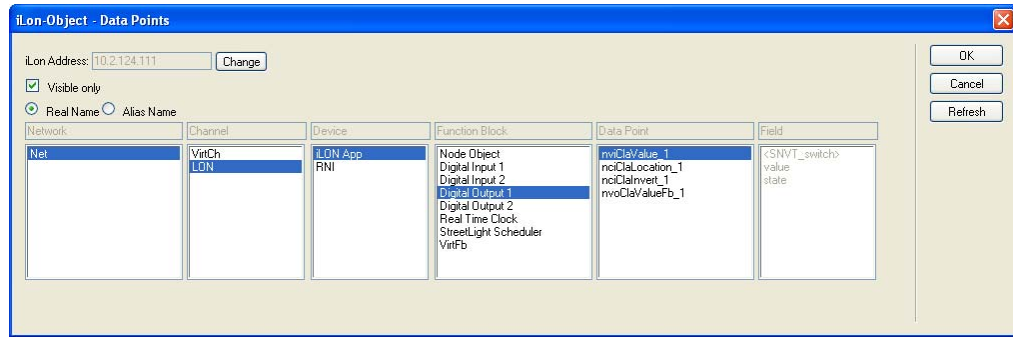 iLon-Object - Data Points
iLon Address: 10.2.124.111 Change
Visible only
Real Name Alias Name
Network Channel Device Function Block Data Point Field
Net
VirtCh
LON
iLON App
RNI
Node Object
Digital Input 1
Digital Input 2
Digital Output 1
Digital Output 2
Real Time Clock
StreetLight Scheduler
VirtFb
nviClaValue_1
nciClaLocation_1
nciClaInvert_1
nvoClaValueFb_1
<SNVT_switch>
value
state
OK
Cancel
Refresh